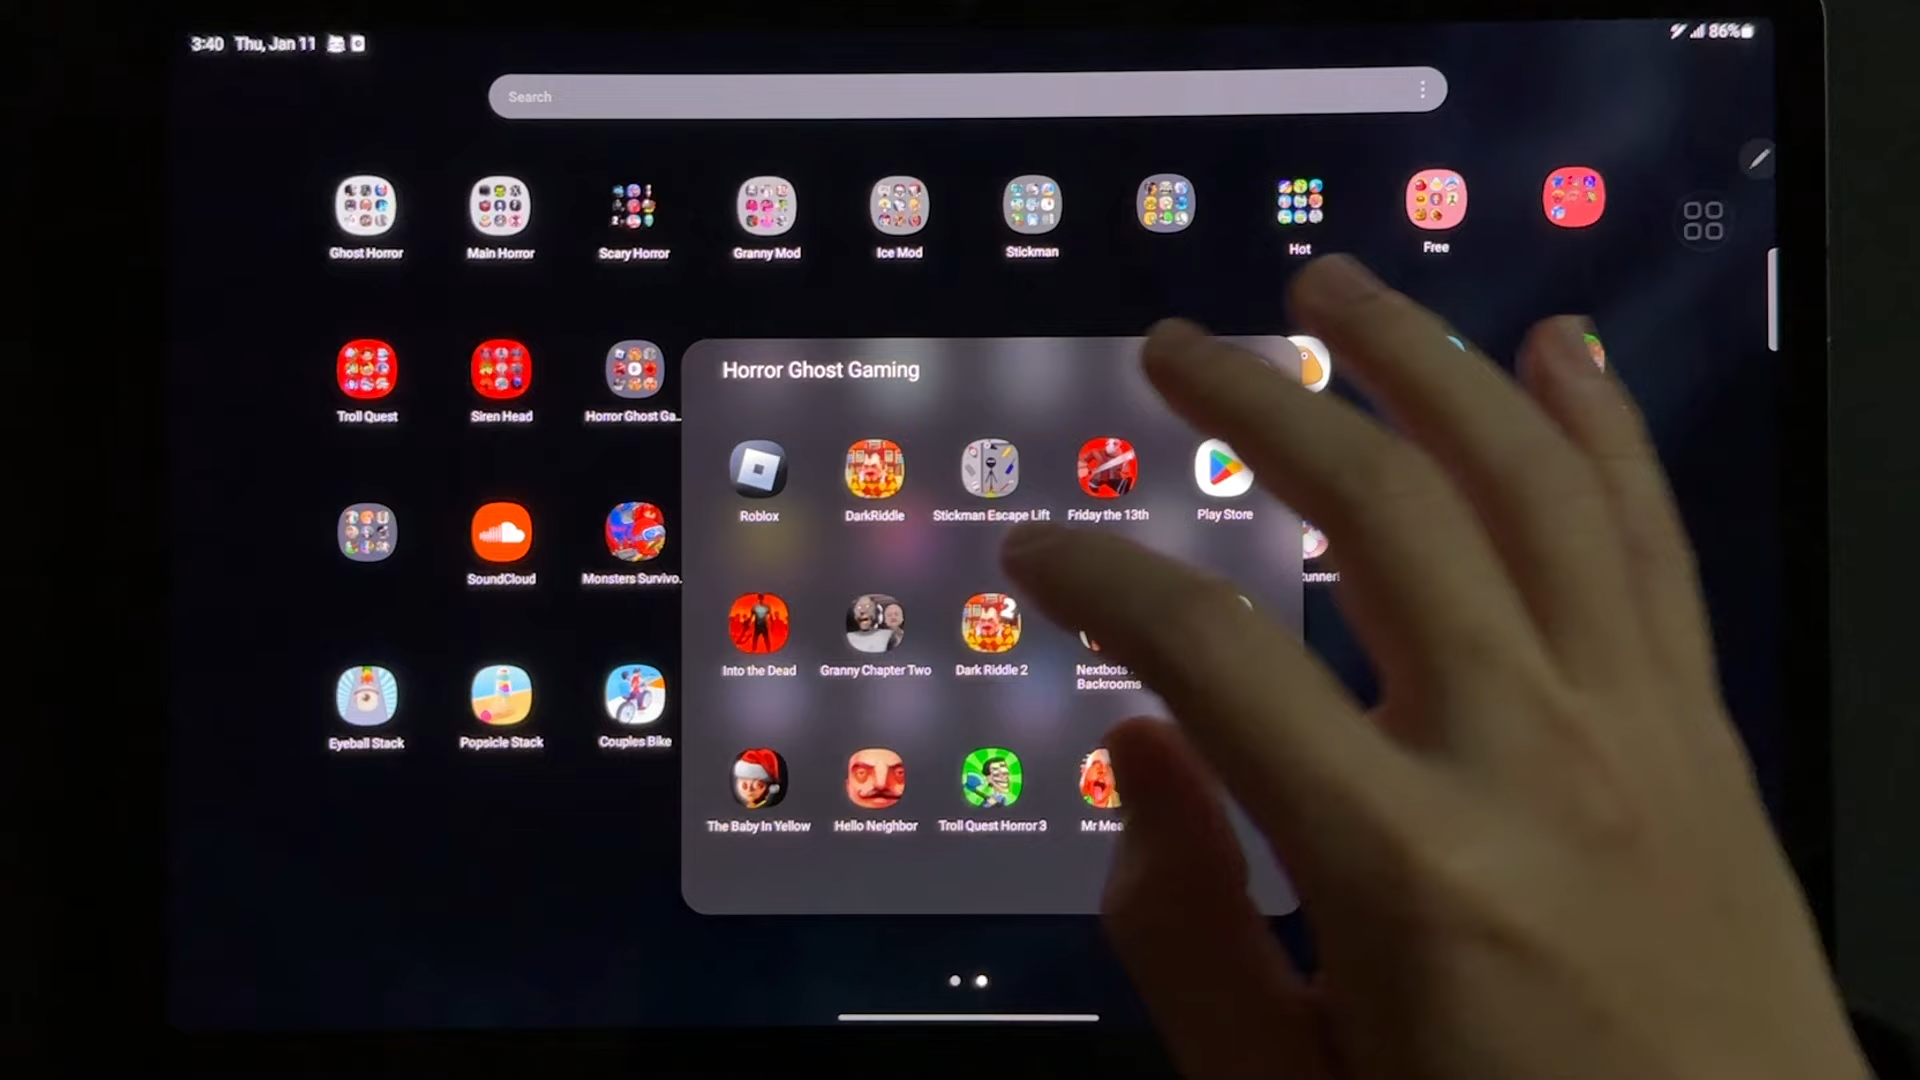 3:40 Thu, Jan 11
86%
Search
Ghost Horror
Main Horror
Scary Horror
Granny Mod
Ice Mod
Stickman
Hot
Free
Troll Quest
Siren Head
Horror Ghost Ga...
Horror Ghost Gaming
Roblox
DarkRiddle
Stickman Escape Lift
Friday the 13th
Play Store
SoundCloud
Monsters Survivo...
Into the Dead
Granny Chapter Two
2
Dark Riddle 2
Nextbots
Backrooms
Eyeball Stack
Popsicle Stack
Couples Bike
The Baby In Yellow
Hello Neighbor
Troll Quest Horror 3
Mr Mea